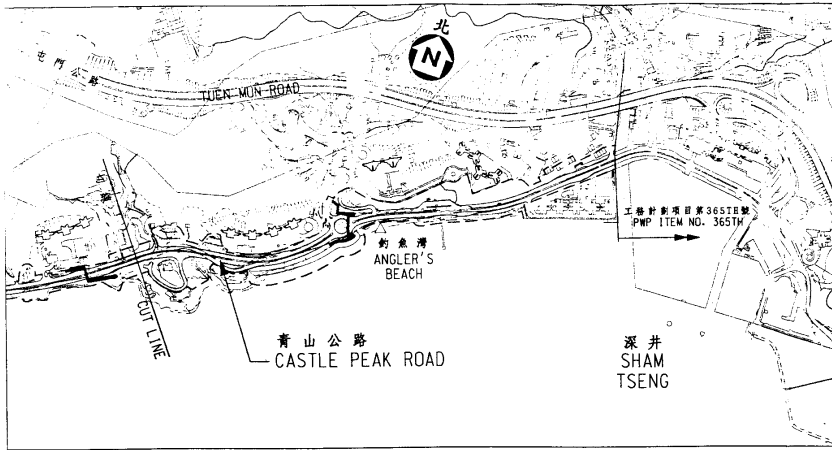 北
N
屯門公路
TUEN MUN ROAD
工務計劃項目第365TH號
PWP ITEM NO. 365TH
釣魚灣
ANGLER'S
BEACH
CUT LINE
青山公路
CASTLE PEAK ROAD
深井
SHAM
TSENG